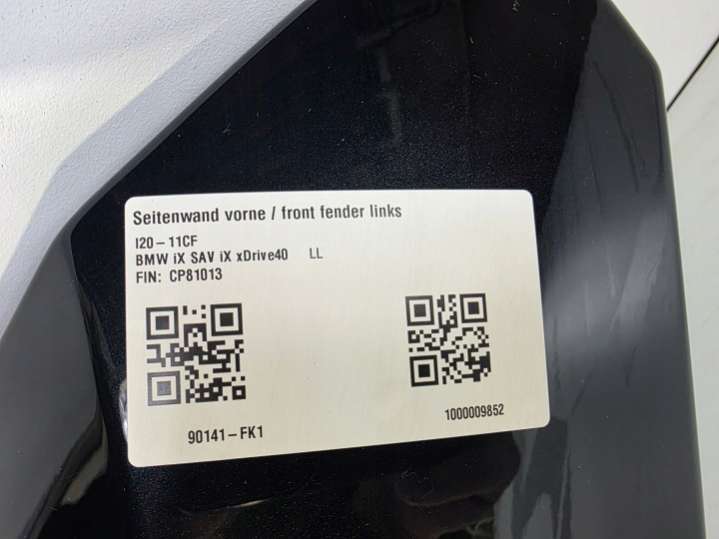 Seitenwand vorne / front fender links
I20-11CF
BMW iX SAV iX xDrive40 LL
FIN: CP81013
90141-FK1
1000009852